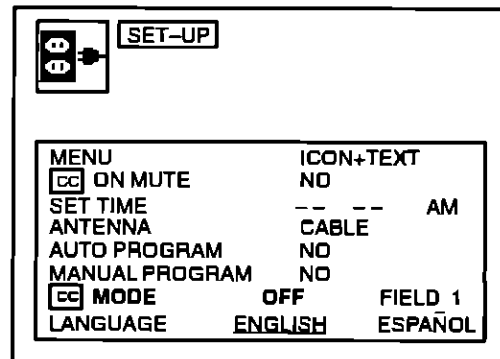 SET-UP
MENU ICON+TEXT
CC ON MUTE NO
SET TIME -- -- AM
ANTENNA CABLE
AUTO PROGRAM NO
MANUAL PROGRAM NO
CC MODE OFF FIELD 1
LANGUAGE ENGLISH ESPAÑOL